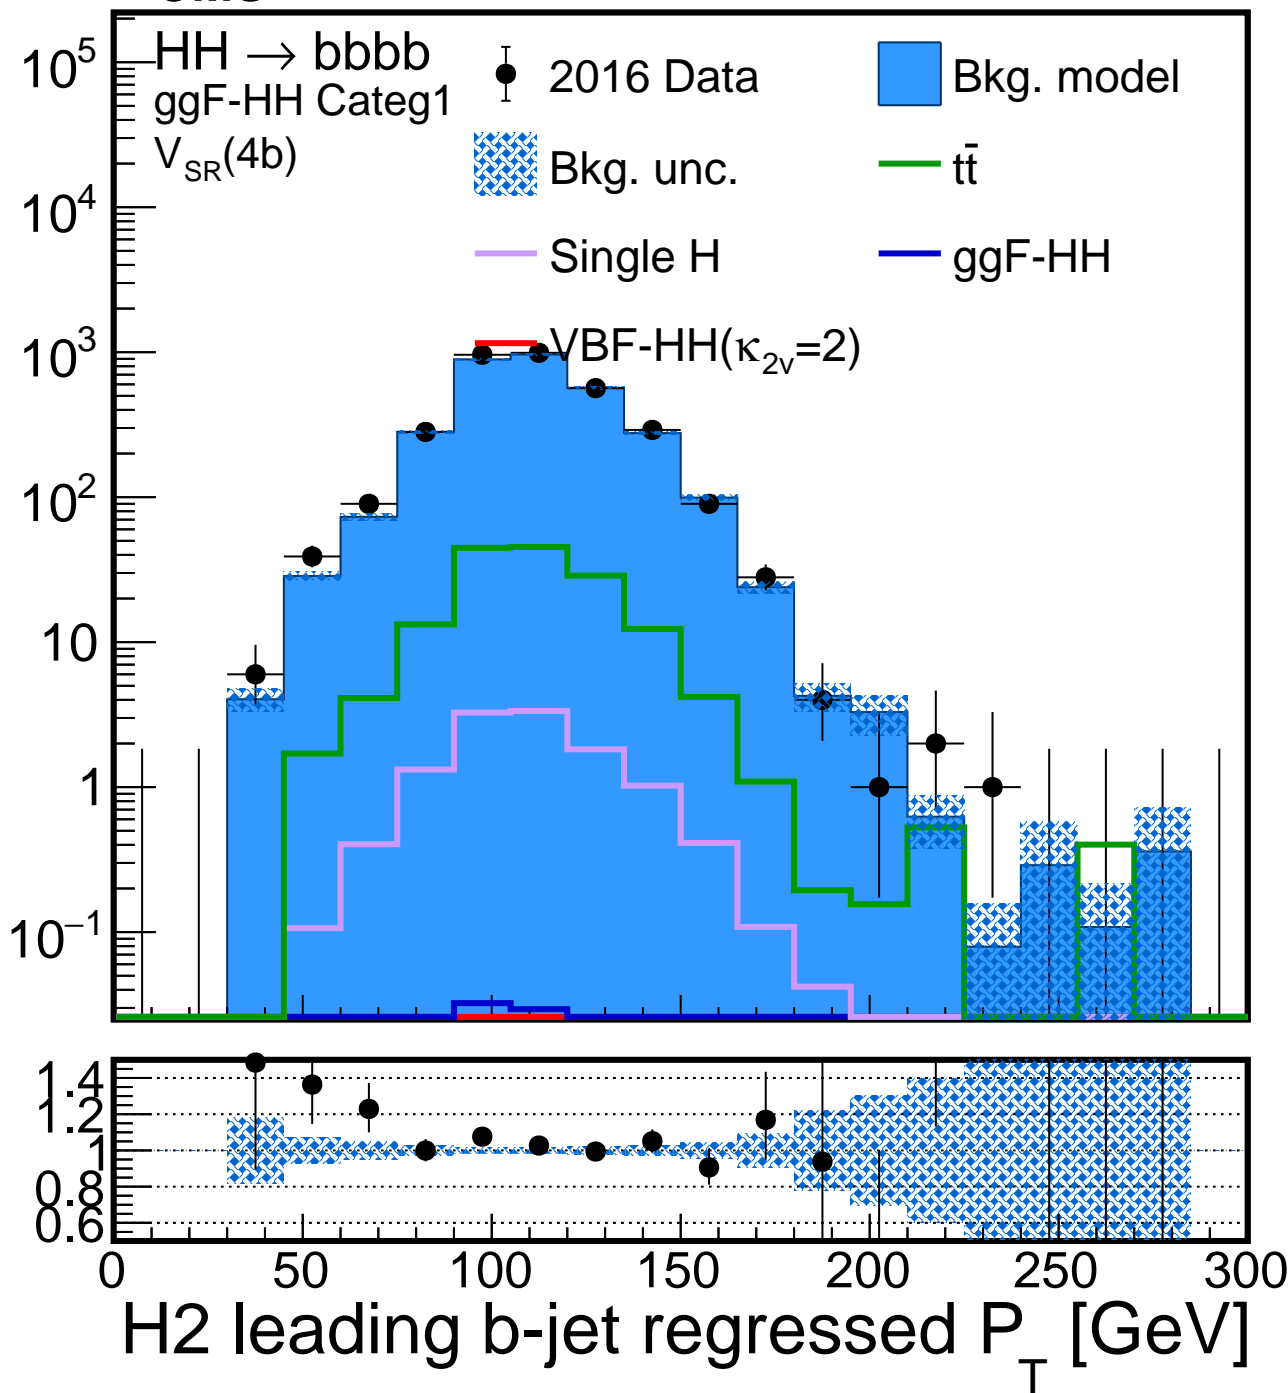 HH → bbbb
ggF-HH Categ1
V_SR(4b)
2016 Data
Bkg. model
Bkg. unc.
tt̄
Single H
ggF-HH
VBF-HH(κ_2v=2)
10^5
10^4
10^3
10^2
10
1
10^−1
1.4
1.2
1
0.8
0.6
0 50 100 150 200 250 300
H2 leading b-jet regressed P_T [GeV]